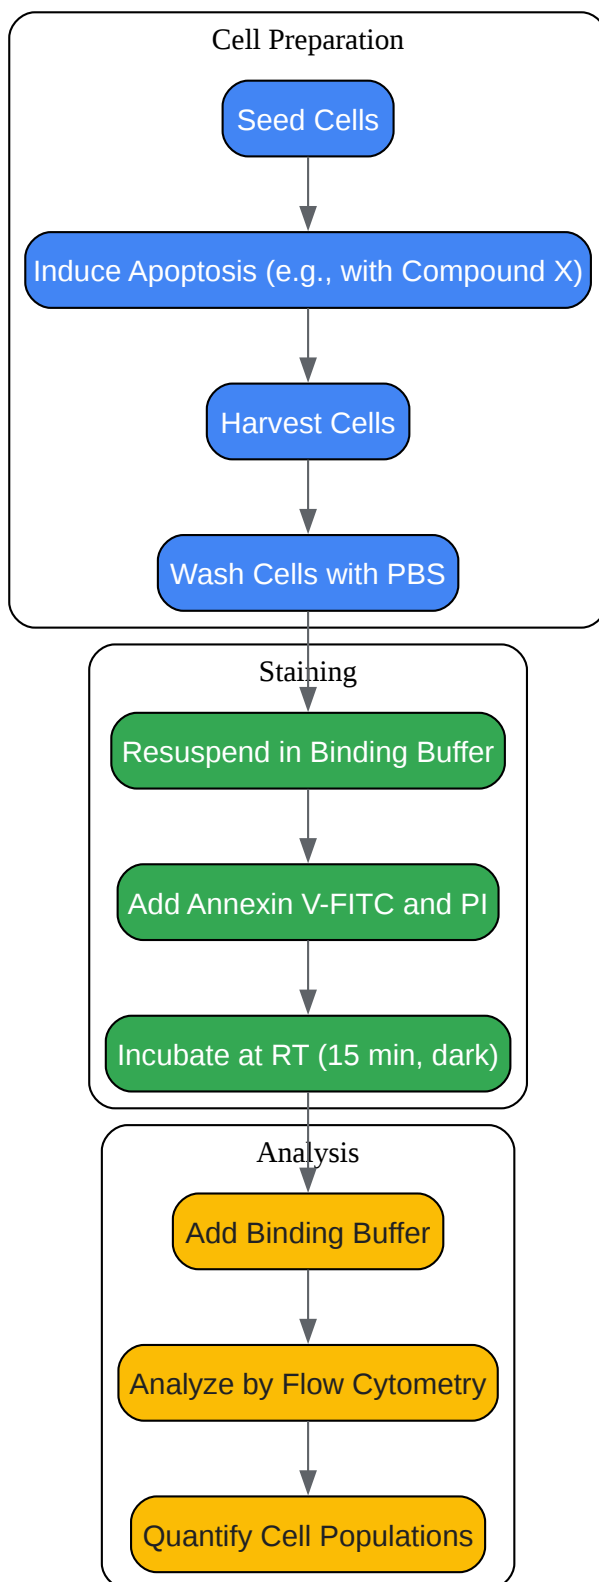 Cell Preparation
Seed Cells
Induce Apoptosis (e.g., with Compound X)
Harvest Cells
Wash Cells with PBS
Staining
Resuspend in Binding Buffer
Add Annexin V-FITC and PI
Incubate at RT (15 min, dark)
Analysis
Add Binding Buffer
Analyze by Flow Cytometry
Quantify Cell Populations